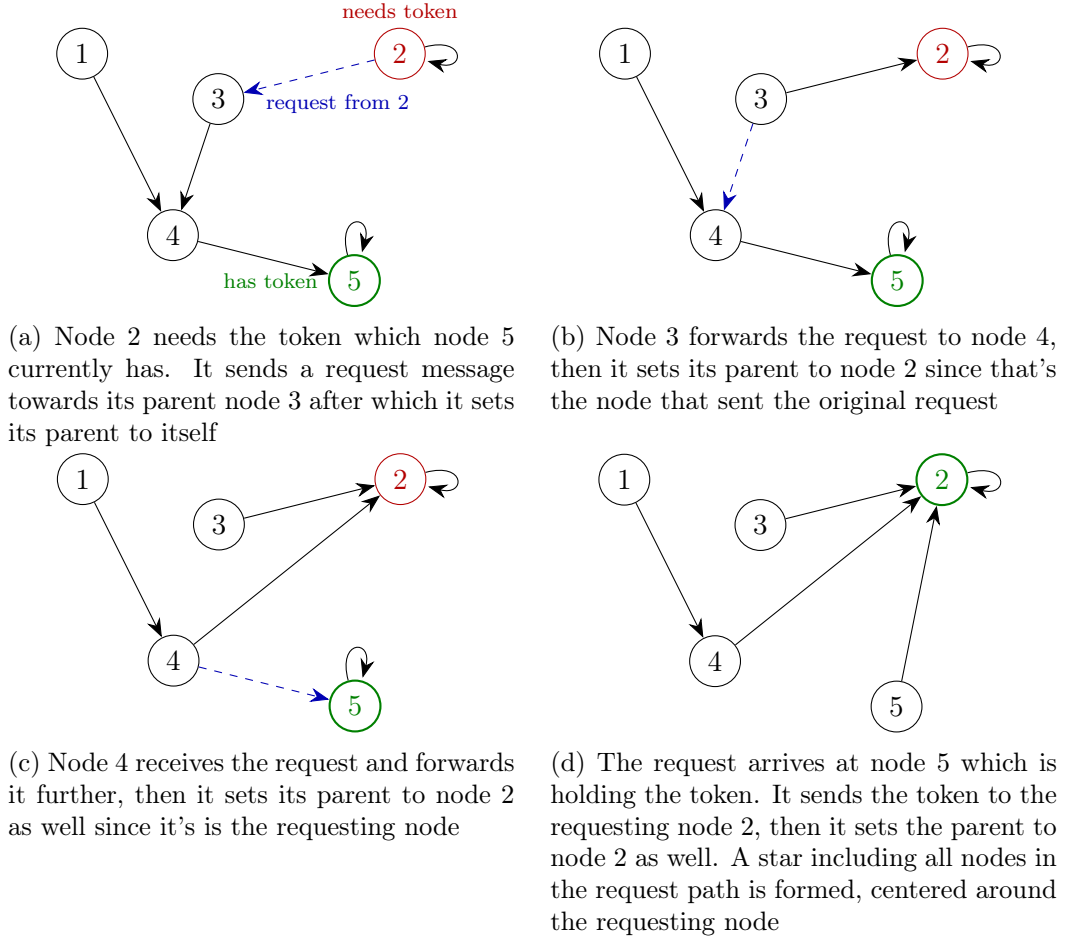 needs token
1
2
3
request from 2
4
has token
5
(a) Node 2 needs the token which node 5
currently has. It sends a request message
towards its parent node 3 after which it sets
its parent to itself
1
2
3
4
5
(b) Node 3 forwards the request to node 4,
then it sets its parent to node 2 since that's
the node that sent the original request
1
2
3
4
5
(c) Node 4 receives the request and forwards
it further, then it sets its parent to node 2
as well since it's is the requesting node
1
2
3
4
5
(d) The request arrives at node 5 which is
holding the token. It sends the token to the
requesting node 2, then it sets the parent to
node 2 as well. A star including all nodes in
the request path is formed, centered around
the requesting node